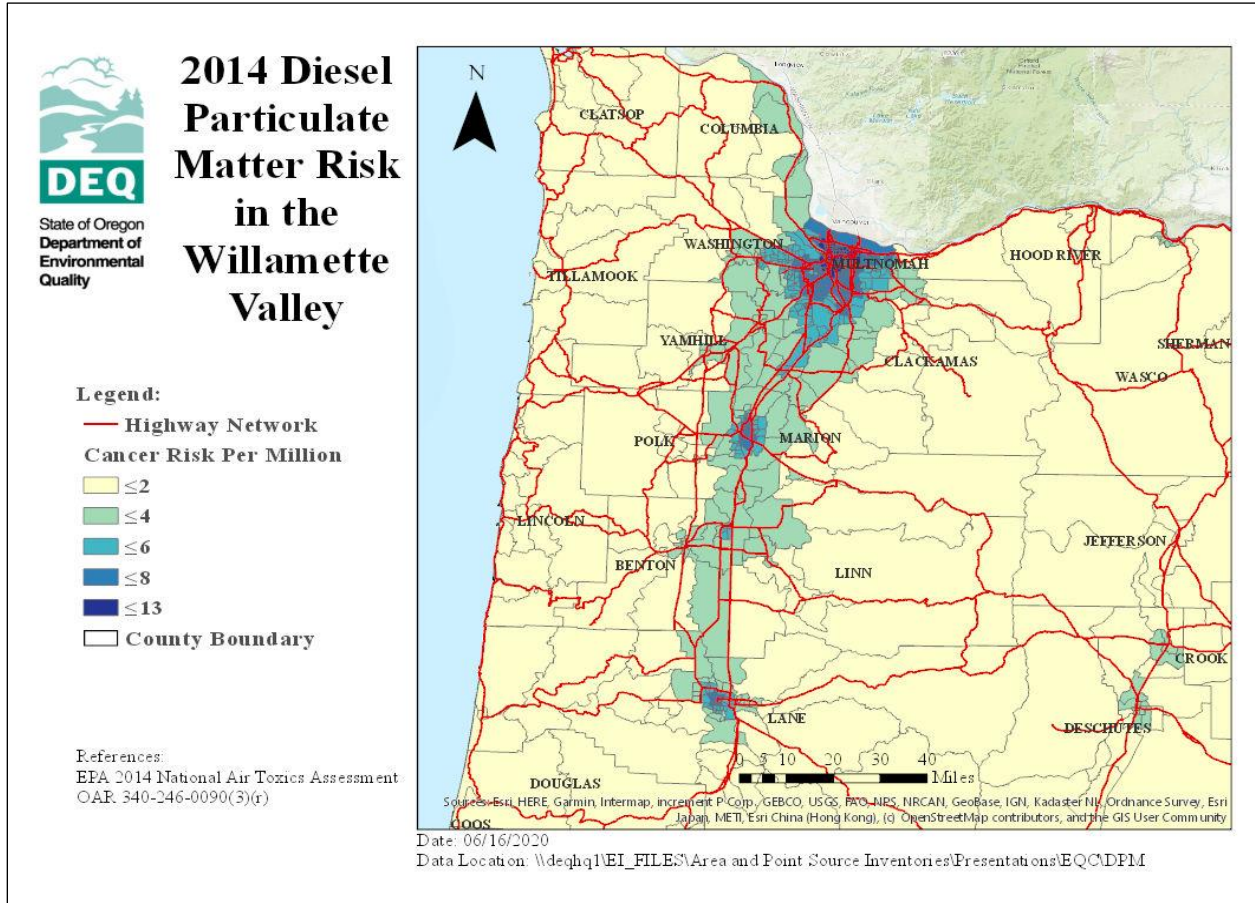 2014 Diesel
Particulate
Matter Risk
in the
Willamette
Valley
DEQ
State of Oregon
Department of
Environmental
Quality
Legend:
Highway Network
Cancer Risk Per Million
≤2
≤4
≤6
≤8
≤13
County Boundary
References:
EPA 2014 National Air Toxics Assessment
OAR 340-246-0090(3)(r)
N
Longview
CLATSOP
COLUMBIA
Vancouver
WASHINGTON
MULTNOMAH
HOOD RIVER
TILLAMOOK
YAMHILL
CLACKAMAS
SHERMAN
WASCO
POLK
MARION
LINCOLN
JEFFERSON
BENTON
LINN
CROOK
LANE
DESCHUTES
DOUGLAS
COOS
0 5 10 20 30 40
Miles
Sources: Esri, HERE, Garmin, Intermap, increment P Corp., GEBCO, USGS, FAO, NPS, NRCAN, GeoBase, IGN, Kadaster NL, Ordnance Survey, Esri
Japan, METI, Esri China (Hong Kong), (c) OpenStreetMap contributors, and the GIS User Community
Date: 06/16/2020
Data Location: \\deqhq1\EI_FILES\Area and Point Source Inventories\Presentations\EQC\DPM